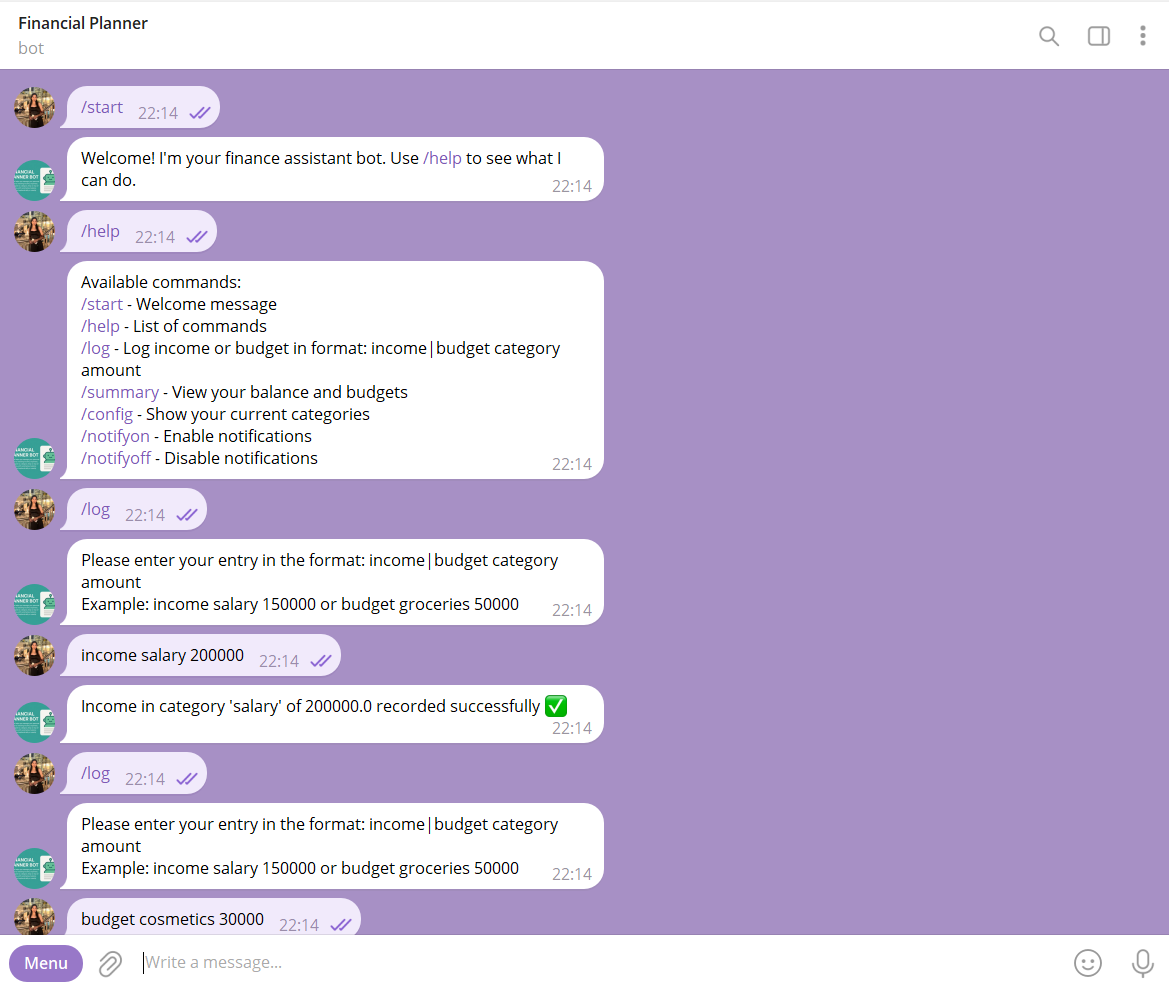 Financial Planner
bot
/start 22:14
Welcome! I'm your finance assistant bot. Use /help to see what I
can do.
22:14
/help 22:14
Available commands:
/start - Welcome message
/help - List of commands
/log - Log income or budget in format: income|budget category
amount
/summary - View your balance and budgets
/config - Show your current categories
/notifyon - Enable notifications
/notifyoff - Disable notifications
22:14
/log 22:14
Please enter your entry in the format: income|budget category
amount
Example: income salary 150000 or budget groceries 50000
22:14
income salary 200000 22:14
Income in category 'salary' of 200000.0 recorded successfully ✅
22:14
/log 22:14
Please enter your entry in the format: income|budget category
amount
Example: income salary 150000 or budget groceries 50000
22:14
budget cosmetics 30000 22:14
Menu
Write a message...